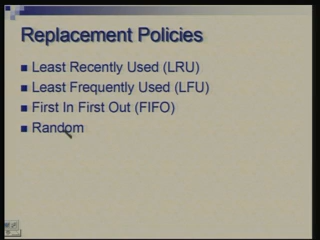 Replacement Policies
Least Recently Used (LRU)
Least Frequently Used (LFU)
First In First Out (FIFO)
Random